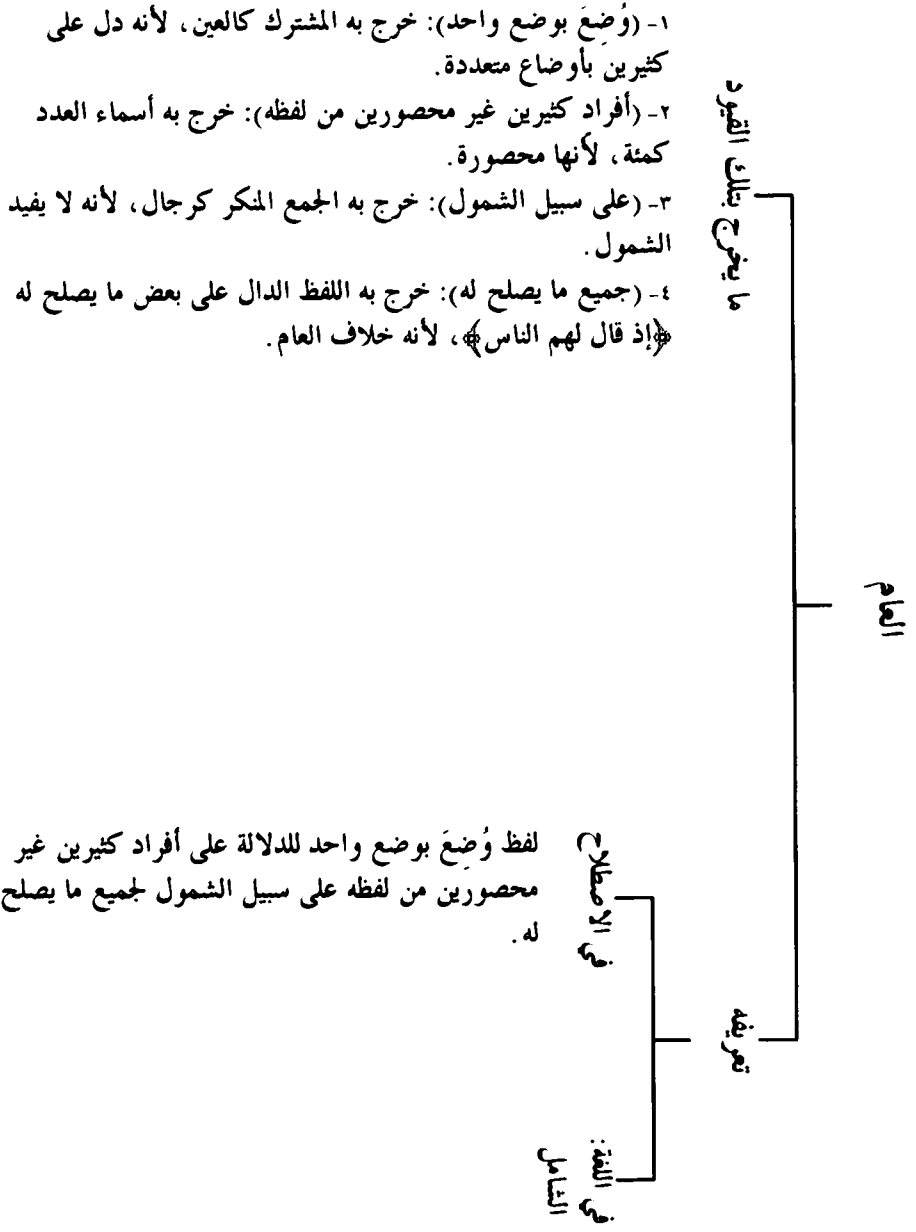 العام
تعريفه
في اللغة:
الشامل
في الاصطلاح
لفظ وُضِعَ بوضع واحد للدلالة على أفراد كثيرين غير
محصورين من لفظه على سبيل الشمول لجميع ما يصلح
له.
ما يخرج بتلك القيود
١- (وُضِعَ بوضع واحد): خرج به المشترك كالعين، لأنه دل على
كثيرين بأوضاع متعددة.
٢- (أفراد كثيرين غير محصورين من لفظه): خرج به أسماء العدد
كمئة، لأنها محصورة.
٣- (على سبيل الشمول): خرج به الجمع المنكر كرجال، لأنه لا يفيد
الشمول.
٤- (جميع ما يصلح له): خرج به اللفظ الدال على بعض ما يصلح له
﴿إذ قال لهم الناس﴾، لأنه خلاف العام.